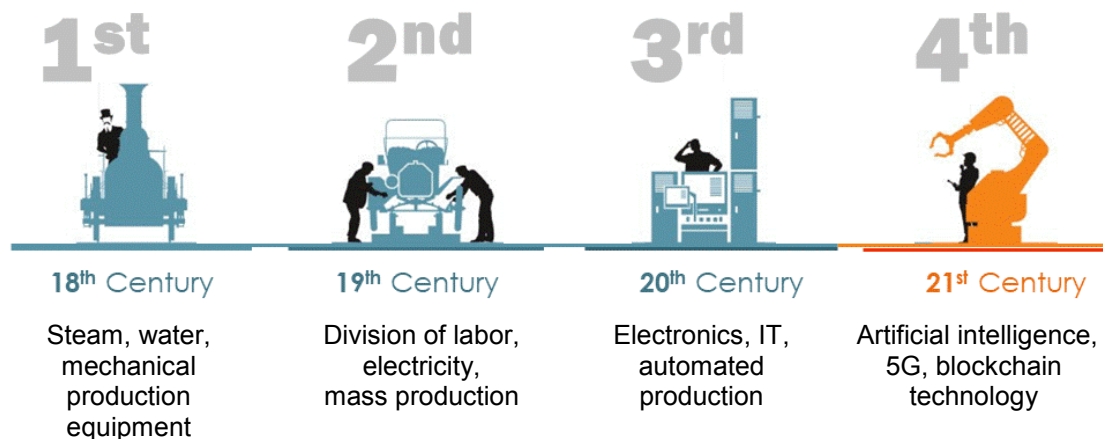 1st
2nd
3rd
4th
18th Century
19th Century
20th Century
21st Century
Steam, water,
mechanical
production
equipment
Division of labor,
electricity,
mass production
Electronics, IT,
automated
production
Artificial intelligence,
5G, blockchain
technology